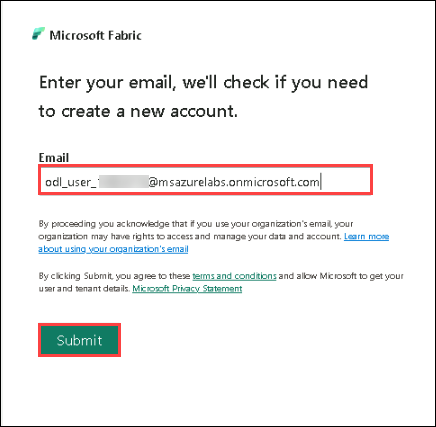 Microsoft Fabric
Enter your email, we'll check if you need
to create a new account.
Email
odl_user_ @msazurelabs.onmicrosoft.com
By proceeding you acknowledge that if you use your organization's email, your
organization may have rights to access and manage your data and account. Learn more
about using your organization's email
By clicking Submit, you agree to these terms and conditions and allow Microsoft to get your
user and tenant details. Microsoft Privacy Statement
Submit